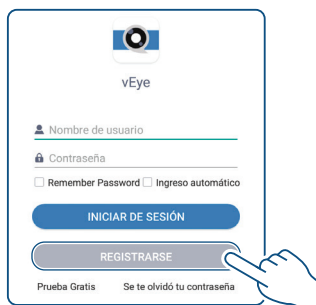 vEye
Nombre de usuario
Contraseña
Remember Password Ingreso automático
INICIAR DE SESIÓN
REGISTRARSE
Prueba Gratis Se te olvidó tu contraseña